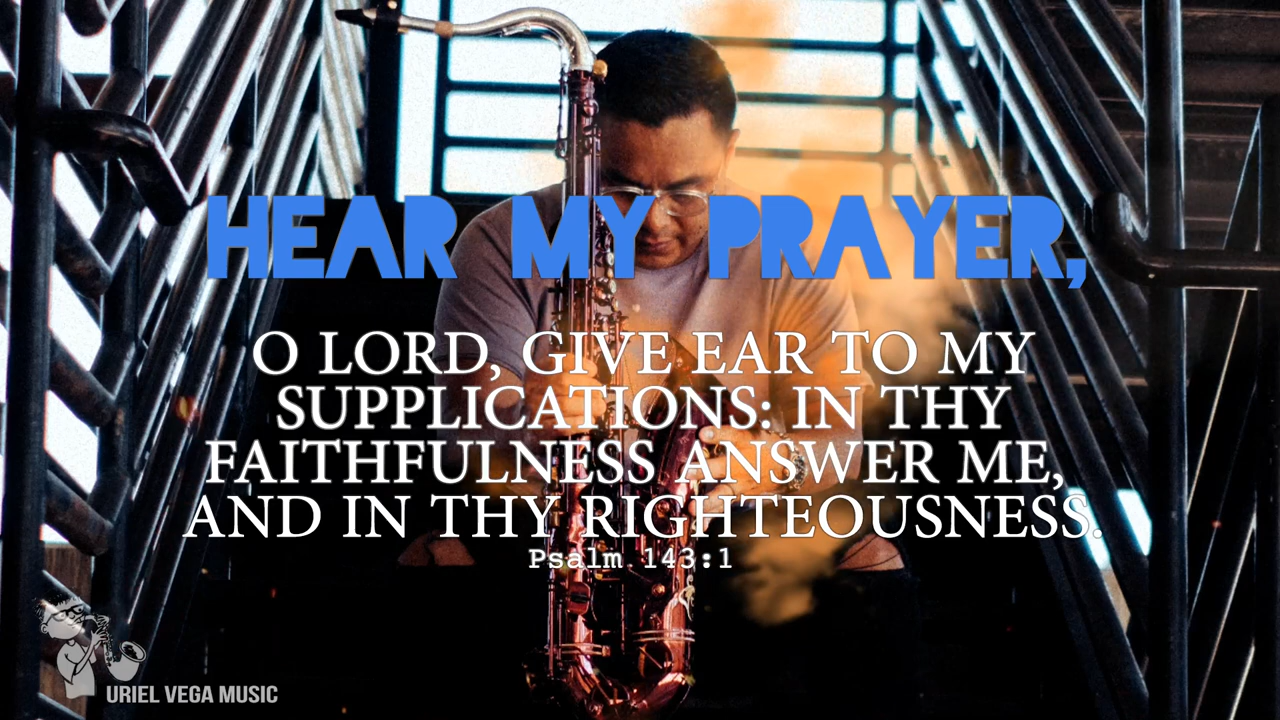 HEAR MY PRAYER,
O LORD, GIVE EAR TO MY
SUPPLICATIONS: IN THY
FAITHFULNESS ANSWER ME,
AND IN THY RIGHTEOUSNESS.
Psalm 143:1
URIEL VEGA MUSIC